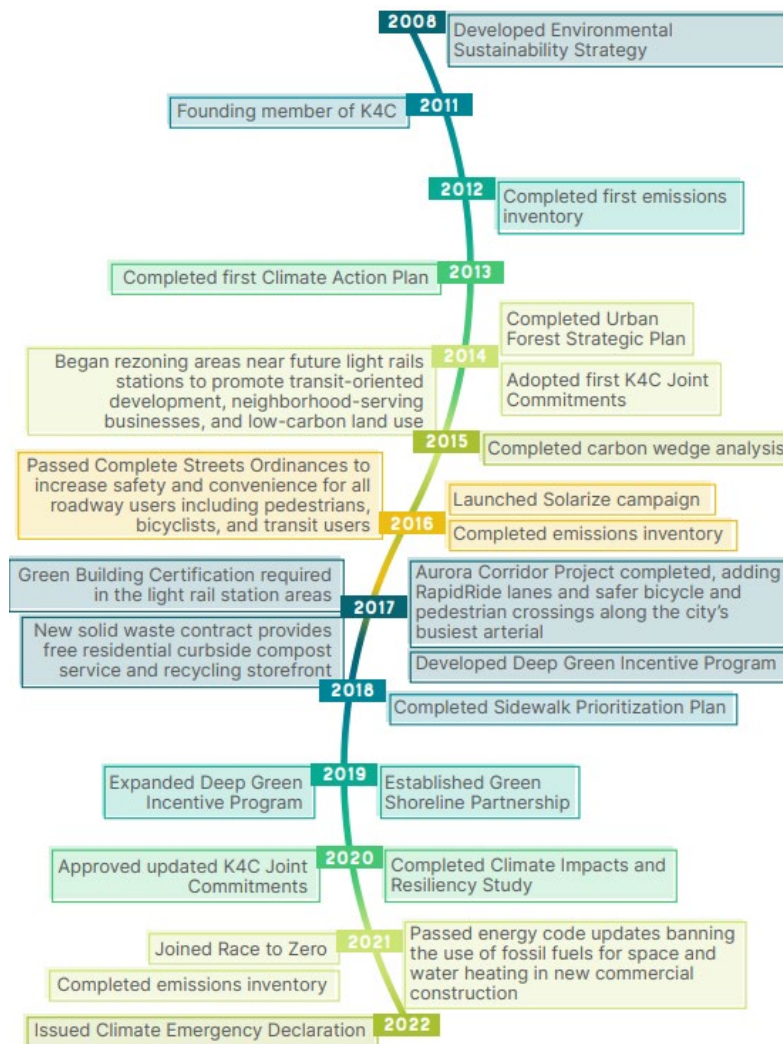 2008
Developed Environmental
Sustainability Strategy
Founding member of K4C
2011
2012
Completed first emissions
inventory
Completed first Climate Action Plan
2013
Completed Urban
Forest Strategic Plan
2014
Began rezoning areas near future light rails
stations to promote transit-oriented
development, neighborhood-serving
businesses, and low-carbon land use
Adopted first K4C Joint
Commitments
2015
Completed carbon wedge analysis
Passed Complete Streets Ordinances to
increase safety and convenience for all
roadway users including pedestrians,
bicyclists, and transit users
2016
Launched Solarize campaign
Completed emissions inventory
Green Building Certification required
in the light rail station areas
2017
New solid waste contract provides
free residential curbside compost
service and recycling storefront
Aurora Corridor Project completed, adding
RapidRide lanes and safer bicycle and
pedestrian crossings along the city's
busiest arterial
Developed Deep Green Incentive Program
2018
Completed Sidewalk Prioritization Plan
Expanded Deep Green
Incentive Program
2019
Established Green
Shoreline Partnership
Approved updated K4C Joint
Commitments
2020
Completed Climate Impacts and
Resiliency Study
Joined Race to Zero
2021
Completed emissions inventory
Passed energy code updates banning
the use of fossil fuels for space and
water heating in new commercial
construction
Issued Climate Emergency Declaration
2022